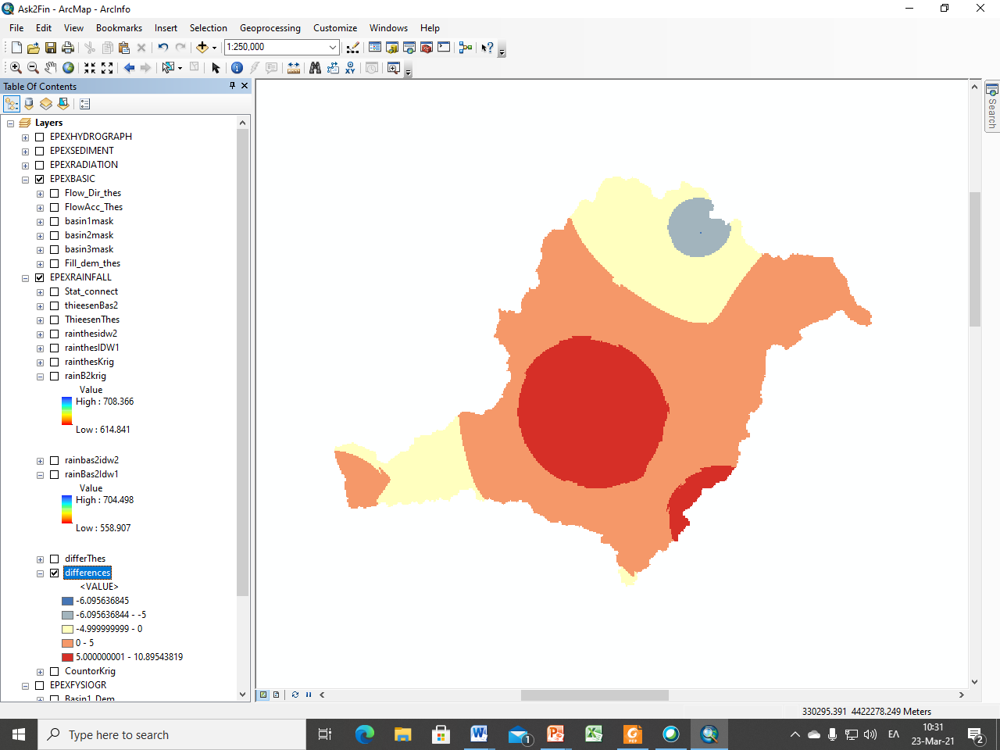 Ask2Fin - ArcMap - ArcInfo
File Edit View Bookmarks Insert Selection Geoprocessing Customize Windows Help
1:250,000
Table Of Contents
Layers
EPEXHYDROGRAPH
EPEXSEDIMENT
EPEXRADIATION
EPEXBASIC
Flow_Dir_thes
FlowAcc_Thes
basin1mask
basin2mask
basin3mask
Fill_dem_thes
EPEXRAINFALL
Stat_connect
thieesenBas2
ThieesenThes
rainthesidw2
rainthesIDW1
rainthesKrig
rainB2krig
Value
High : 708.366
Low : 614.841
rainbas2idw2
rainBas2Idw1
Value
High : 704.498
Low : 558.907
differThes
differences
<VALUE>
-6.095636845
-6.095636844 - -5
-4.999999999 - 0
0 - 5
5.000000001 - 10.89543819
CountorKrig
EPEXFYSIOGR
Basin1_Dem
Search
330295.391 4422278.249 Meters
Type here to search
ΕΛ
10:31
23-Mar-21